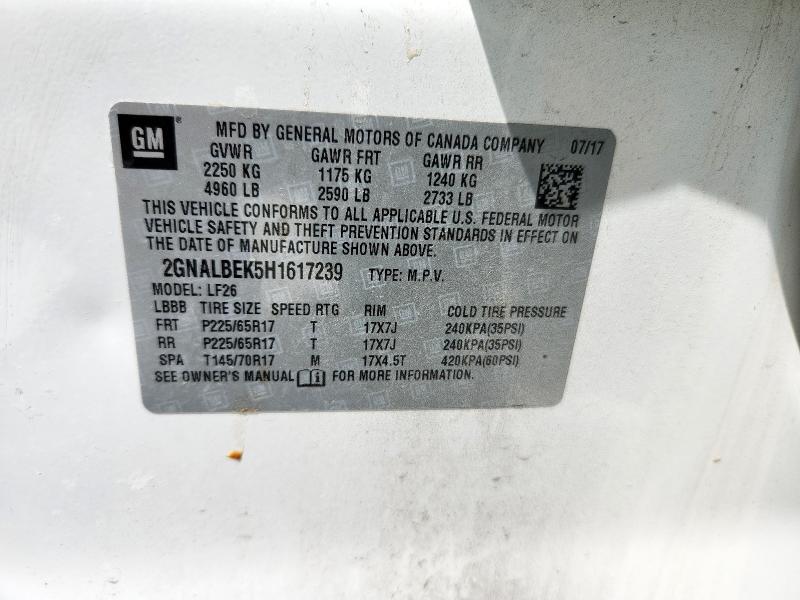 GM MFD BY GENERAL MOTORS OF CANADA COMPANY 07/17
GVWR GAWR FRT GAWR RR
2250 KG 1175 KG 1240 KG
4960 LB 2590 LB 2733 LB
THIS VEHICLE CONFORMS TO ALL APPLICABLE U.S. FEDERAL MOTOR
VEHICLE SAFETY AND THEFT PREVENTION STANDARDS IN EFFECT ON
THE DATE OF MANUFACTURE SHOWN ABOVE.
2GNALBEK5H1617239 TYPE: M.P.V.
MODEL: LF26
LBBB TIRE SIZE SPEED RTG RIM COLD TIRE PRESSURE
FRT P225/65R17 T 17X7J 240KPA(35PSI)
RR P225/65R17 T 17X7J 240KPA(35PSI)
SPA T145/70R17 M 17X4.5T 420KPA(60PSI)
SEE OWNER'S MANUAL FOR MORE INFORMATION.